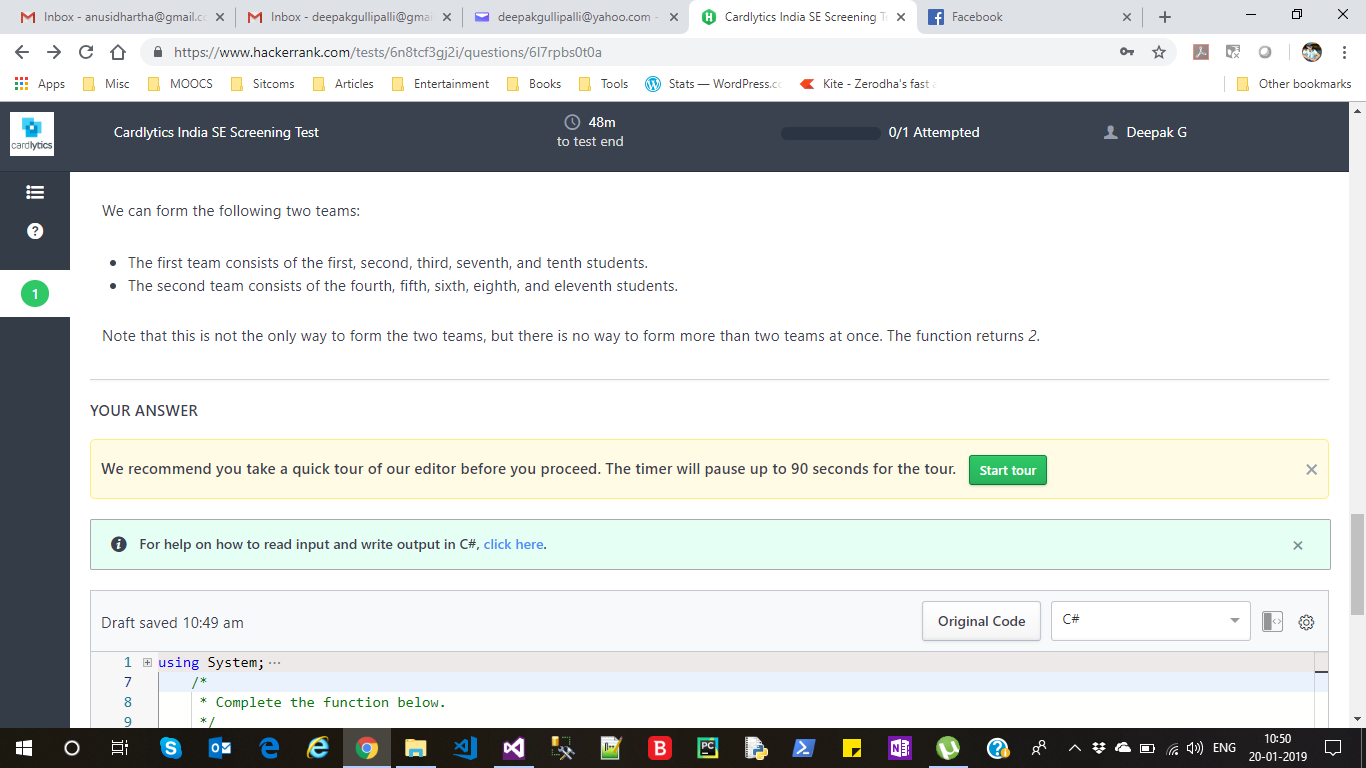 Inbox - anusidhartha@gmail.c
Inbox - deepakgullipalli@gmai
deepakgullipalli@yahoo.com -
Cardlytics India SE Screening T
Facebook
https://www.hackerrank.com/tests/6n8tcf3gj2i/questions/6l7rpbs0t0a
Apps Misc MOOCS Sitcoms Articles Entertainment Books Tools Stats — WordPress.c Kite - Zerodha's fast a Other bookmarks
cardlytics
Cardlytics India SE Screening Test
48m
to test end
0/1 Attempted
Deepak G
1
We can form the following two teams:
• The first team consists of the first, second, third, seventh, and tenth students.
• The second team consists of the fourth, fifth, sixth, eighth, and eleventh students.
Note that this is not the only way to form the two teams, but there is no way to form more than two teams at once. The function returns 2.
YOUR ANSWER
We recommend you take a quick tour of our editor before you proceed. The timer will pause up to 90 seconds for the tour. Start tour
For help on how to read input and write output in C#, click here.
Draft saved 10:49 am
Original Code
C#
1 using System; ...
7 /*
8 * Complete the function below.
9 */
ENG
10:50
20-01-2019